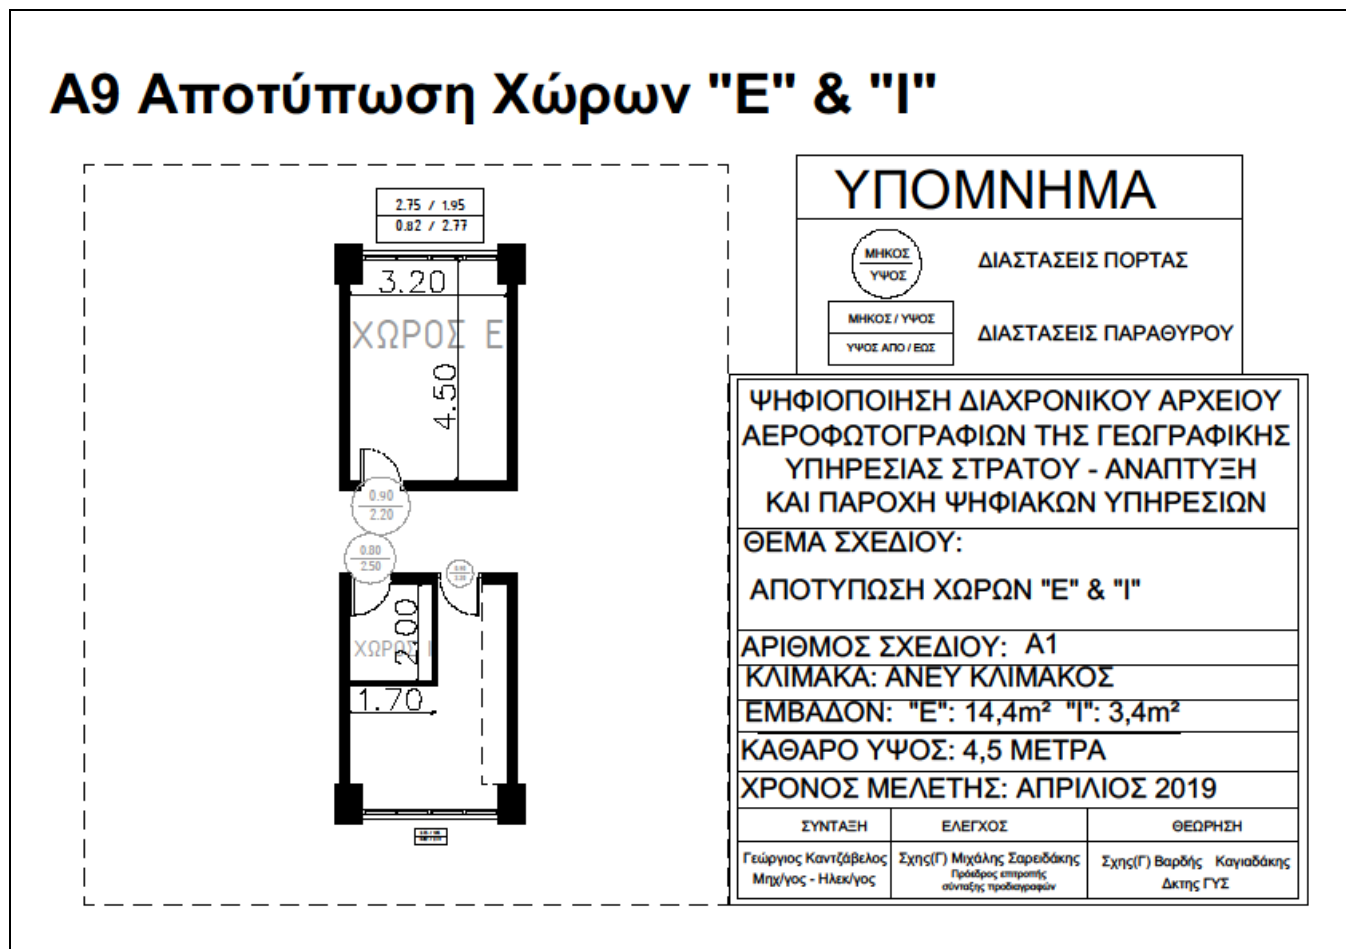 Α9 Αποτύπωση Χώρων "Ε" & "Ι"
2.75 / 1.95
0.82 / 2.77
3.20
ΧΩΡΟΣ Ε
4.50
0.90
2.20
0.80
2.50
2.00
ΧΩΡΟΣ Ι
1.70
ΥΠΟΜΝΗΜΑ
ΜΗΚΟΣ
ΥΨΟΣ
ΔΙΑΣΤΑΣΕΙΣ ΠΟΡΤΑΣ
ΜΗΚΟΣ / ΥΨΟΣ
ΥΨΟΣ ΑΠΟ / ΕΩΣ
ΔΙΑΣΤΑΣΕΙΣ ΠΑΡΑΘΥΡΟΥ
ΨΗΦΙΟΠΟΙΗΣΗ ΔΙΑΧΡΟΝΙΚΟΥ ΑΡΧΕΙΟΥ
ΑΕΡΟΦΩΤΟΓΡΑΦΙΩΝ ΤΗΣ ΓΕΩΓΡΑΦΙΚΗΣ
ΥΠΗΡΕΣΙΑΣ ΣΤΡΑΤΟΥ - ΑΝΑΠΤΥΞΗ
ΚΑΙ ΠΑΡΟΧΗ ΨΗΦΙΑΚΩΝ ΥΠΗΡΕΣΙΩΝ
ΘΕΜΑ ΣΧΕΔΙΟΥ:
ΑΠΟΤΥΠΩΣΗ ΧΩΡΩΝ "Ε" & "Ι"
ΑΡΙΘΜΟΣ ΣΧΕΔΙΟΥ: Α1
ΚΛΙΜΑΚΑ: ΑΝΕΥ ΚΛΙΜΑΚΟΣ
ΕΜΒΑΔΟΝ: "Ε": 14,4m² "Ι": 3,4m²
ΚΑΘΑΡΟ ΥΨΟΣ: 4,5 ΜΕΤΡΑ
ΧΡΟΝΟΣ ΜΕΛΕΤΗΣ: ΑΠΡΙΛΙΟΣ 2019
ΣΥΝΤΑΞΗ
Γεώργιος Καντζάβελος
Μηχ/γος - Ηλεκ/γος
ΕΛΕΓΧΟΣ
Σχης(Γ) Μιχάλης Σαρειδάκης
Πρόεδρος επιτροπής
σύνταξης προδιαγραφών
ΘΕΩΡΗΣΗ
Σχης(Γ) Βαρδής Καγιαδάκης
Δκτης ΓΥΣ